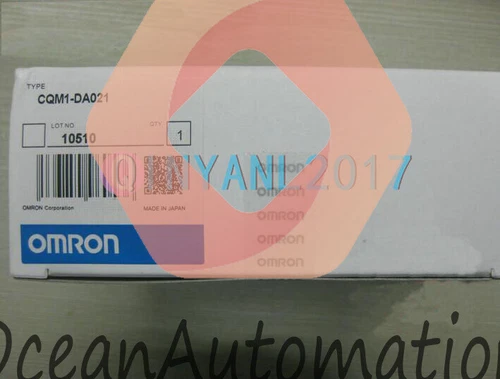 TYPE
CQM1-DA021
LOT NO. QTY.
10510 1
2017
OMRON Corporation MADE IN JAPAN
OMRON
OMRON
OMRON
OMRON
OMRON
OMRON
OceanAutomation